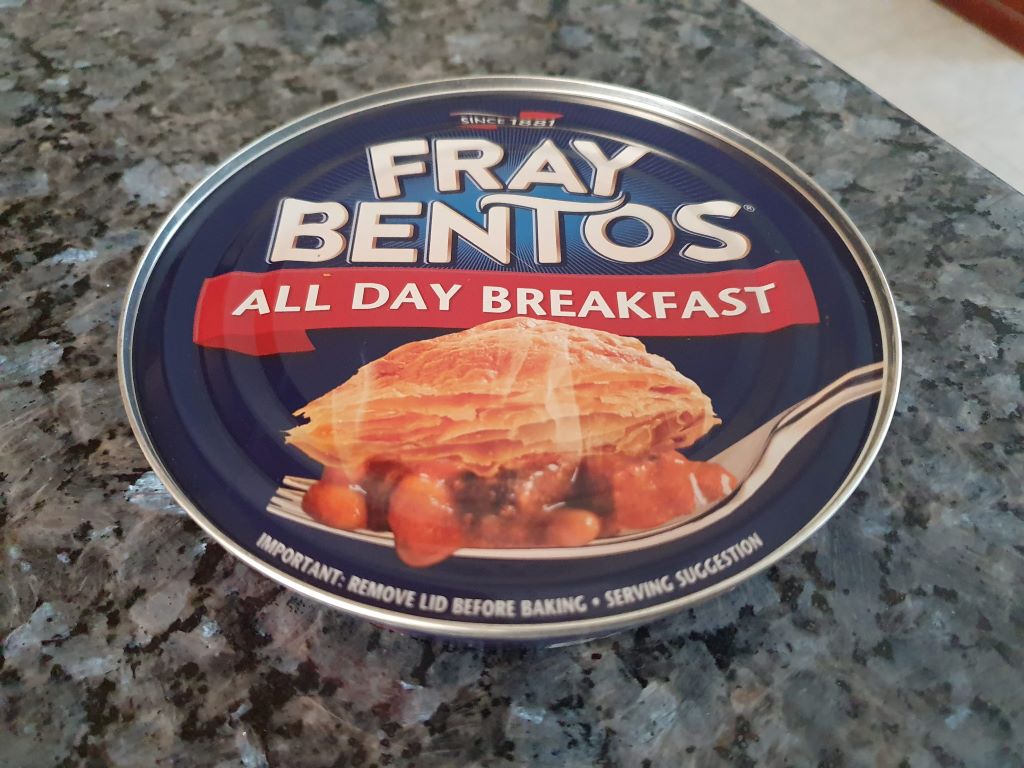 SINCE 1881
FRAY
BENTOS®
ALL DAY BREAKFAST
IMPORTANT: REMOVE LID BEFORE BAKING • SERVING SUGGESTION